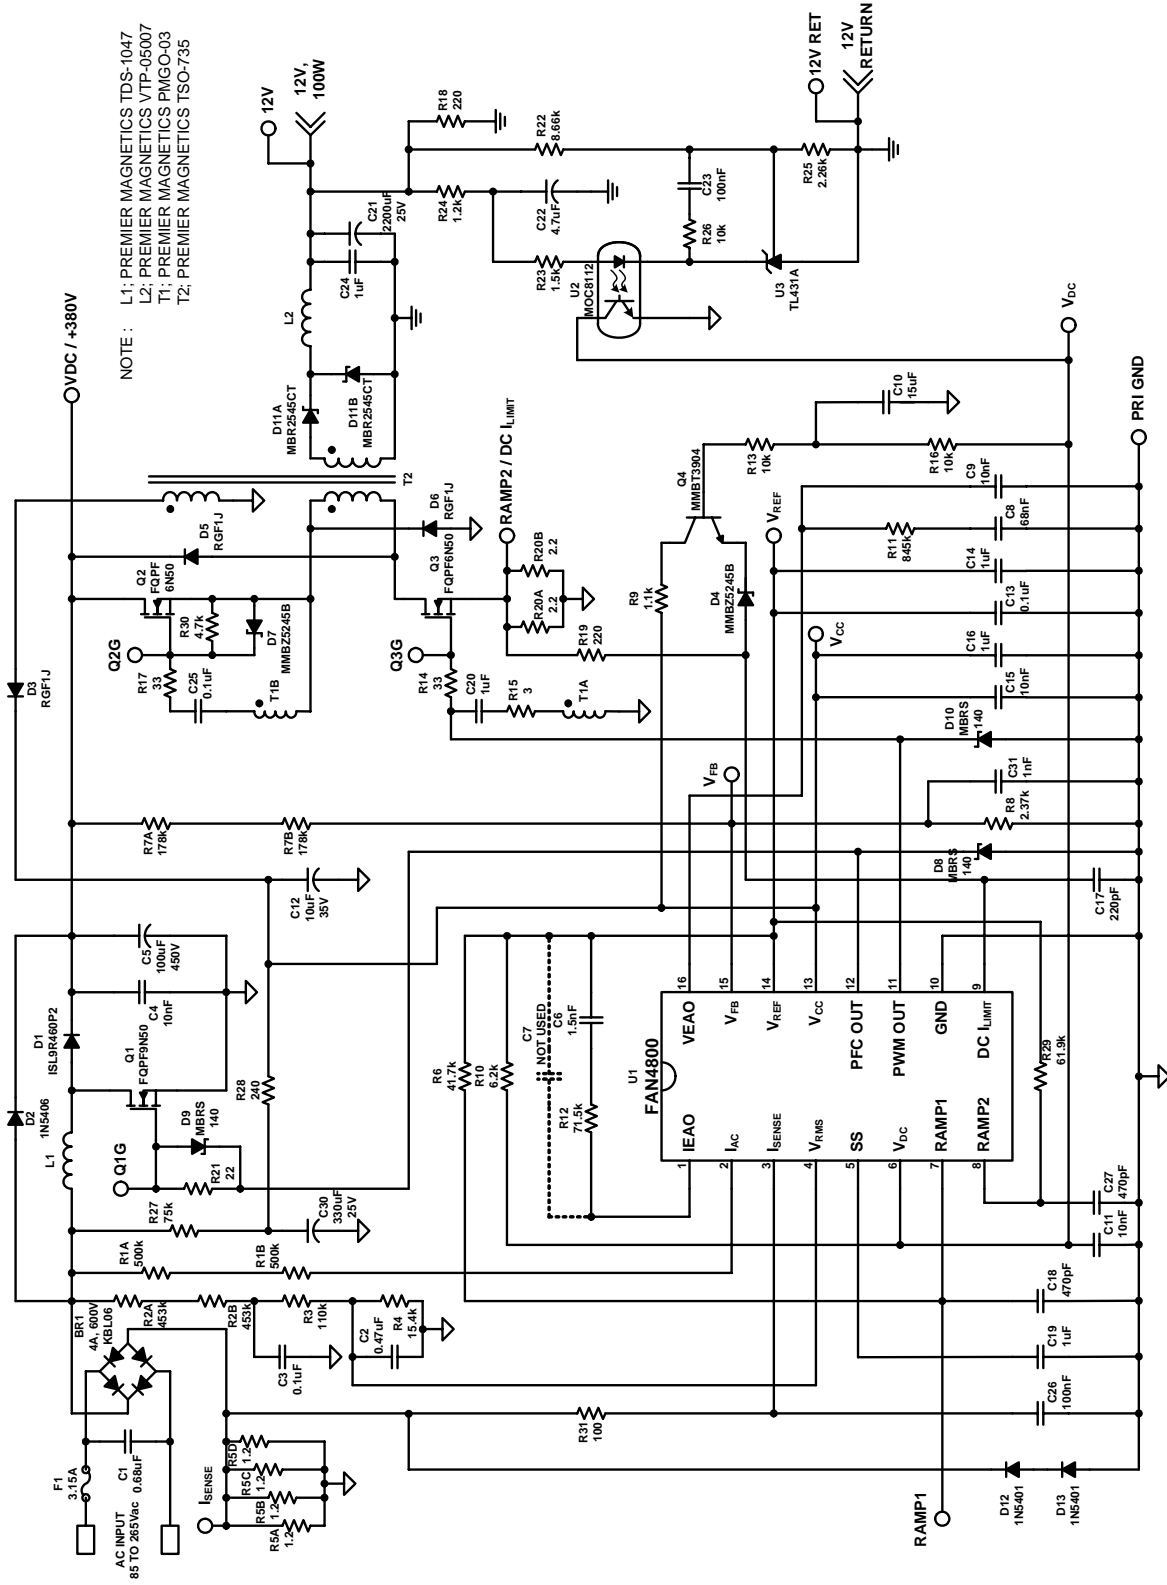 NOTE : L1; PREMIER MAGNETICS TDS-1047
L2; PREMIER MAGNETICS VTP-05007
T1; PREMIER MAGNETICS PMGO-03
T2; PREMIER MAGNETICS TSO-735
AC INPUT
85 TO 265Vac
F1
3.15A
C1
0.68uF
BR1
4A, 600V
KBL06
ISENSE
R5A
1.2
R5B
1.2
R5C
1.2
R5D
1.2
R1A
500k
R1B
500k
R2A
453k
R2B
453k
R3
110k
C3
0.1uF
C2
0.47uF
R4
15.4k
R27
75k
C30
330uF
25V
L1
D2
1N5406
D1
ISL9R460P2
Q1G
Q1
FQPF9N50
R21
22
D9
MBRS
140
R28
240
C4
10nF
C5
100uF
450V
C12
10uF
35V
R7A
178k
R7B
178k
D3
RGF1J
VDC / +380V
Q2G
Q2
FQPF
6N50
R17
33
R30
4.7k
C25
0.1uF
D7
MMBZ5245B
T1B
D5
RGF1J
T2
Q3G
Q3
FQPF6N50
R14
33
C20
1uF
R15
3
T1A
D6
RGF1J
RAMP2 / DC ILIMIT
R20A
2.2
R20B
2.2
R19
220
D11A
MBR2545CT
D11B
MBR2545CT
L2
C24
1uF
C21
2200uF
25V
12V
12V,
100W
R24
1.2k
R18
220
R22
8.66k
C22
4.7uF
R23
1.5k
U2
MOC8112
R26
10k
C23
100nF
U3
TL431A
R25
2.26k
12V RET
12V
RETURN
R31
100
R6
41.7k
R10
6.2k
C7
NOT USED
C6
1.5nF
R12
71.5k
U1
FAN4800
1 IEAO
2 IAC
3 ISENSE
4 VRMS
5 SS
6 VDC
7 RAMP1
8 RAMP2
16 VEAO
15 VFB
14 VREF
13 VCC
12 PFC OUT
11 PWM OUT
10 GND
9 DC ILIMIT
VFB
R9
1.1k
Q4
MMBT3904
D4
MMBZ5245B
R13
10k
R16
10k
C10
15uF
VREF
VCC
VDC
R29
61.9k
RAMP1
D12
1N5401
D13
1N5401
C26
100nF
C19
1uF
C18
470pF
C11
10nF
C27
470pF
C17
220pF
D8
MBRS
140
R8
2.37k
C31
1nF
D10
MBRS
140
C15
10nF
C16
1uF
C13
0.1uF
C14
1uF
R11
845k
C8
68nF
C9
10nF
PRI GND